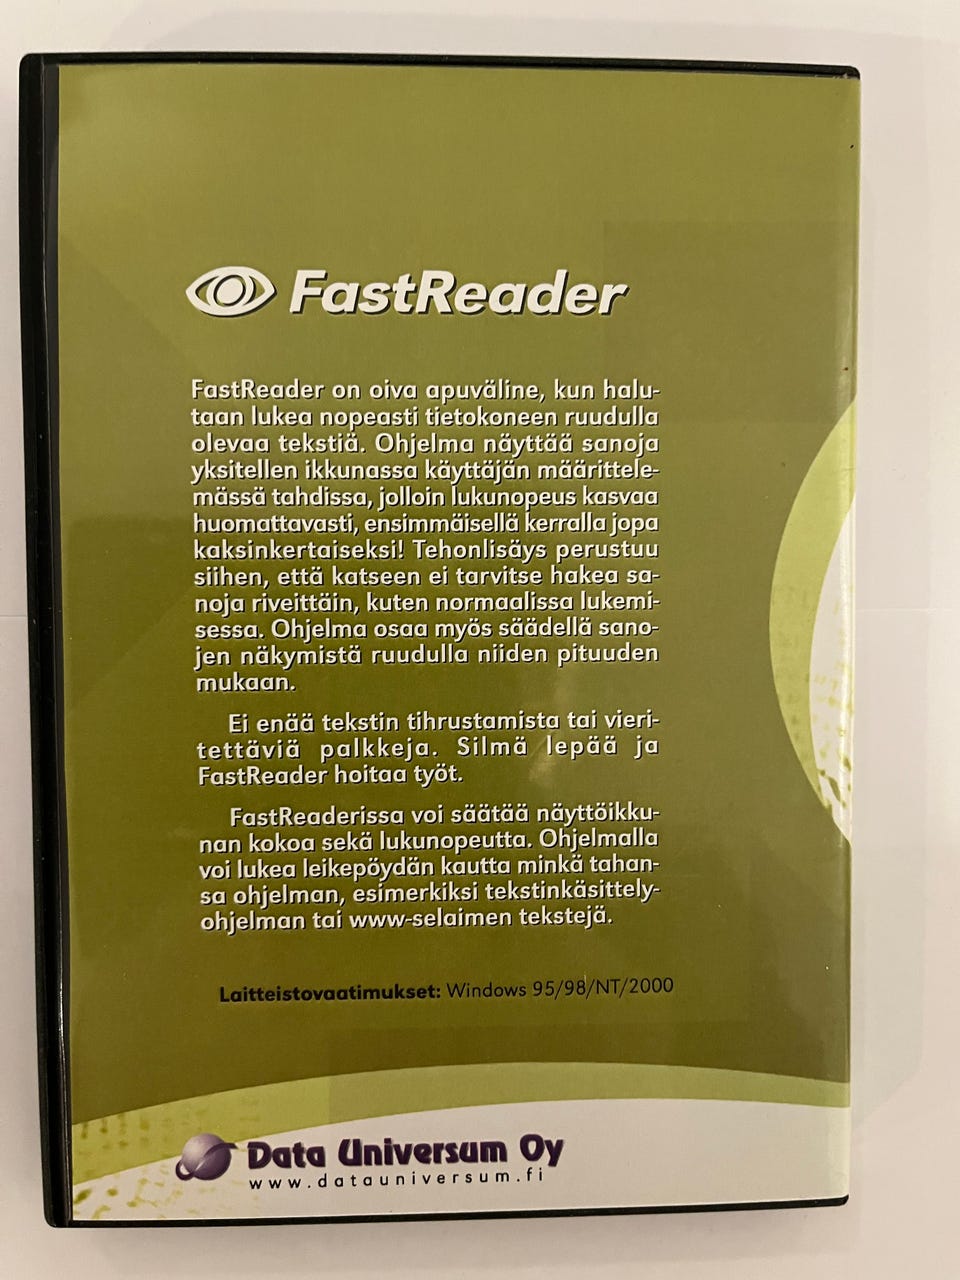 FastReader
FastReader on oiva apuväline, kun halu-
taan lukea nopeasti tietokoneen ruudulla
olevaa tekstiä. Ohjelma näyttää sanoja
yksitellen ikkunassa käyttäjän määrittele-
mässä tahdissa, jolloin lukunopeus kasvaa
huomattavasti, ensimmäisellä kerralla jopa
kaksinkertaiseksi! Tehonlisäys perustuu
siihen, että katseen ei tarvitse hakea sa-
noja riveittäin, kuten normaalissa lukemi-
sessa. Ohjelma osaa myös säädellä sano-
jen näkymistä ruudulla niiden pituuden
mukaan.
Ei enää tekstin tihrustamista tai vieri-
tettäviä palkkeja. Silmä lepää ja
FastReader hoitaa työt.
FastReaderissa voi säätää näyttöikku-
nan kokoa sekä lukunopeutta. Ohjelmalla
voi lukea leikepöydän kautta minkä tahan-
sa ohjelman, esimerkiksi tekstinkäsittely-
ohjelman tai www-selaimen tekstejä.
Laitteistovaatimukset: Windows 95/98/NT/2000
Data Universum Oy
www.datauniversum.fi